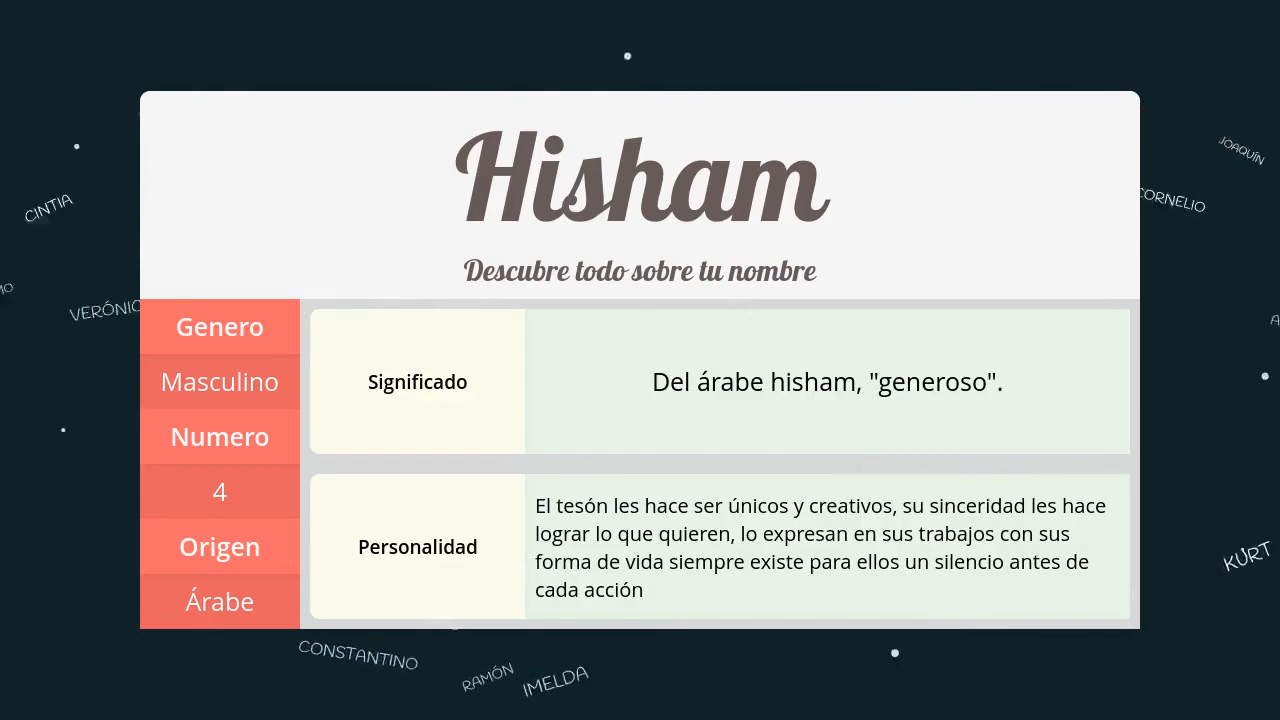 JOAQUÍN
CINTIA
CORNELIO
Hisham
Descubre todo sobre tu nombre
VERÓNIC
Genero
Masculino
Numero
4
Origen
Árabe
Significado
Del árabe hisham, "generoso".
Personalidad
El tesón les hace ser únicos y creativos, su sinceridad les hace
lograr lo que quieren, lo expresan en sus trabajos con sus
forma de vida siempre existe para ellos un silencio antes de
cada acción
KURT
CONSTANTINO
RAMÓN
IMELDA